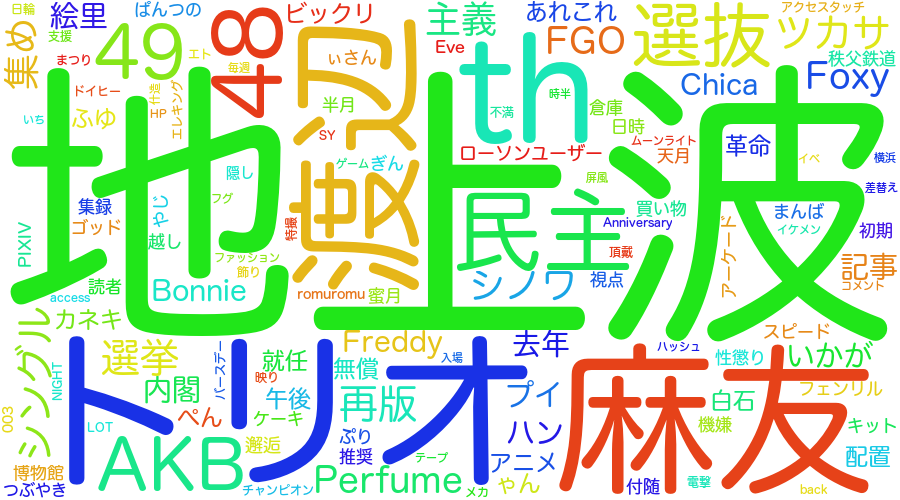 日輪
ぱんつの
ビックリ
あれこれ
アクセスタッチ
絵里
支援
49
48
主義
選抜
ツカサ
集め
まつり
エト
Eve
FGO
秩父鉄道
毎週
ぃさん
渡辺
th
Chica
Foxy
ドイヒー
什造
エレキング
半月
時半
倉庫
いち
HP
SY
不満
日時
ムーンライト
ふゆ
ローソンユーザー
天月
革命
イベ
横浜
地上波
ゲーム
ぎん
屏風
隠し
民主
差替え
フグ
買い物
集録
やじ
まんば
PIXIV
ゴッド
特撮
Anniversary
イケメン
初期
越し
ファッション
頂戴
アーケード
飾り
記事
読者
Bonnie
シノワ
視点
コメント
access
romuromu
蜜月
カネキ
Freddy
去年
スピード
シングル
選挙
就任
入場
ハッシュ
性懲り
いかが
トリオ
麻友
NIGHT
バースデー
映り
無償
内閣
午後
プイ
白石
フェンリル
003
ぺん
ケーキ
再版
機嫌
LOT
ぷり
ハン
キット
AKB
邂逅
推奨
テープ
アニメ
配置
博物館
Perfume
ゃん
付随
電撃
つぶやき
チャンピオン
メカ
back